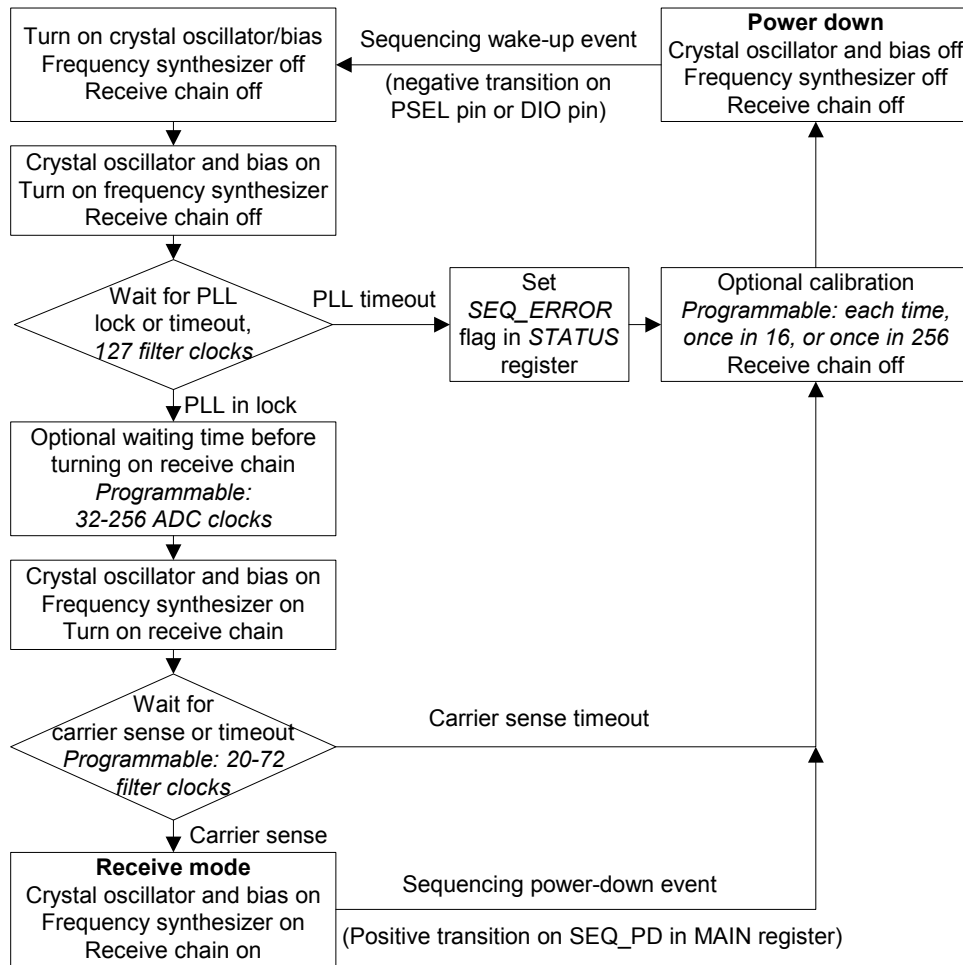 Turn on crystal oscillator/bias
Frequency synthesizer off
Receive chain off
Sequencing wake-up event
(negative transition on
PSEL pin or DIO pin)
Power down
Crystal oscillator and bias off
Frequency synthesizer off
Receive chain off
Crystal oscillator and bias on
Turn on frequency synthesizer
Receive chain off
Wait for PLL
lock or timeout,
127 filter clocks
PLL timeout
Set
SEQ_ERROR
flag in STATUS
register
Optional calibration
Programmable: each time,
once in 16, or once in 256
Receive chain off
PLL in lock
Optional waiting time before
turning on receive chain
Programmable:
32-256 ADC clocks
Crystal oscillator and bias on
Frequency synthesizer on
Turn on receive chain
Wait for
carrier sense or timeout
Programmable: 20-72
filter clocks
Carrier sense timeout
Carrier sense
Receive mode
Crystal oscillator and bias on
Frequency synthesizer on
Receive chain on
Sequencing power-down event
(Positive transition on SEQ_PD in MAIN register)